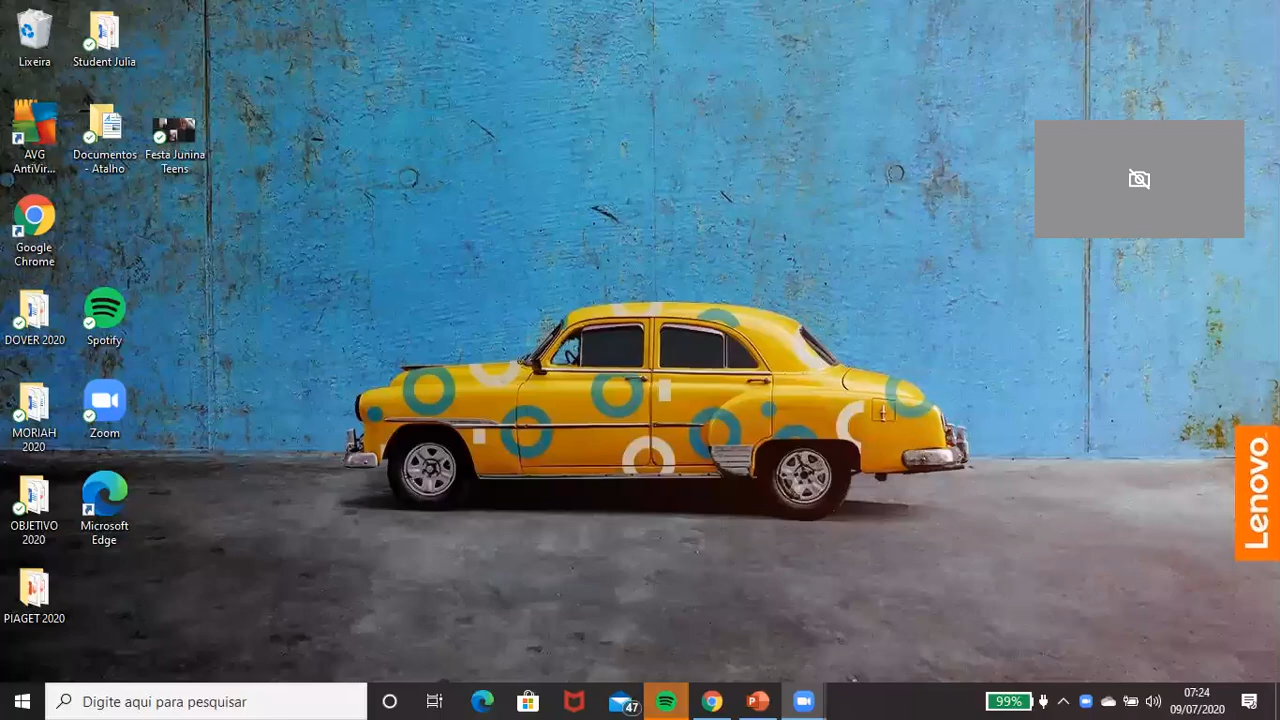 Lixeira
Student Julia
AVG
AntiVir...
Documentos
- Atalho
Festa Junina
Teens
Google
Chrome
DOVER 2020
Spotify
MORIAH
2020
Zoom
OBJETIVO
2020
Microsoft
Edge
PIAGET 2020
Lenovo
Digite aqui para pesquisar
47
99%
07:24
09/07/2020